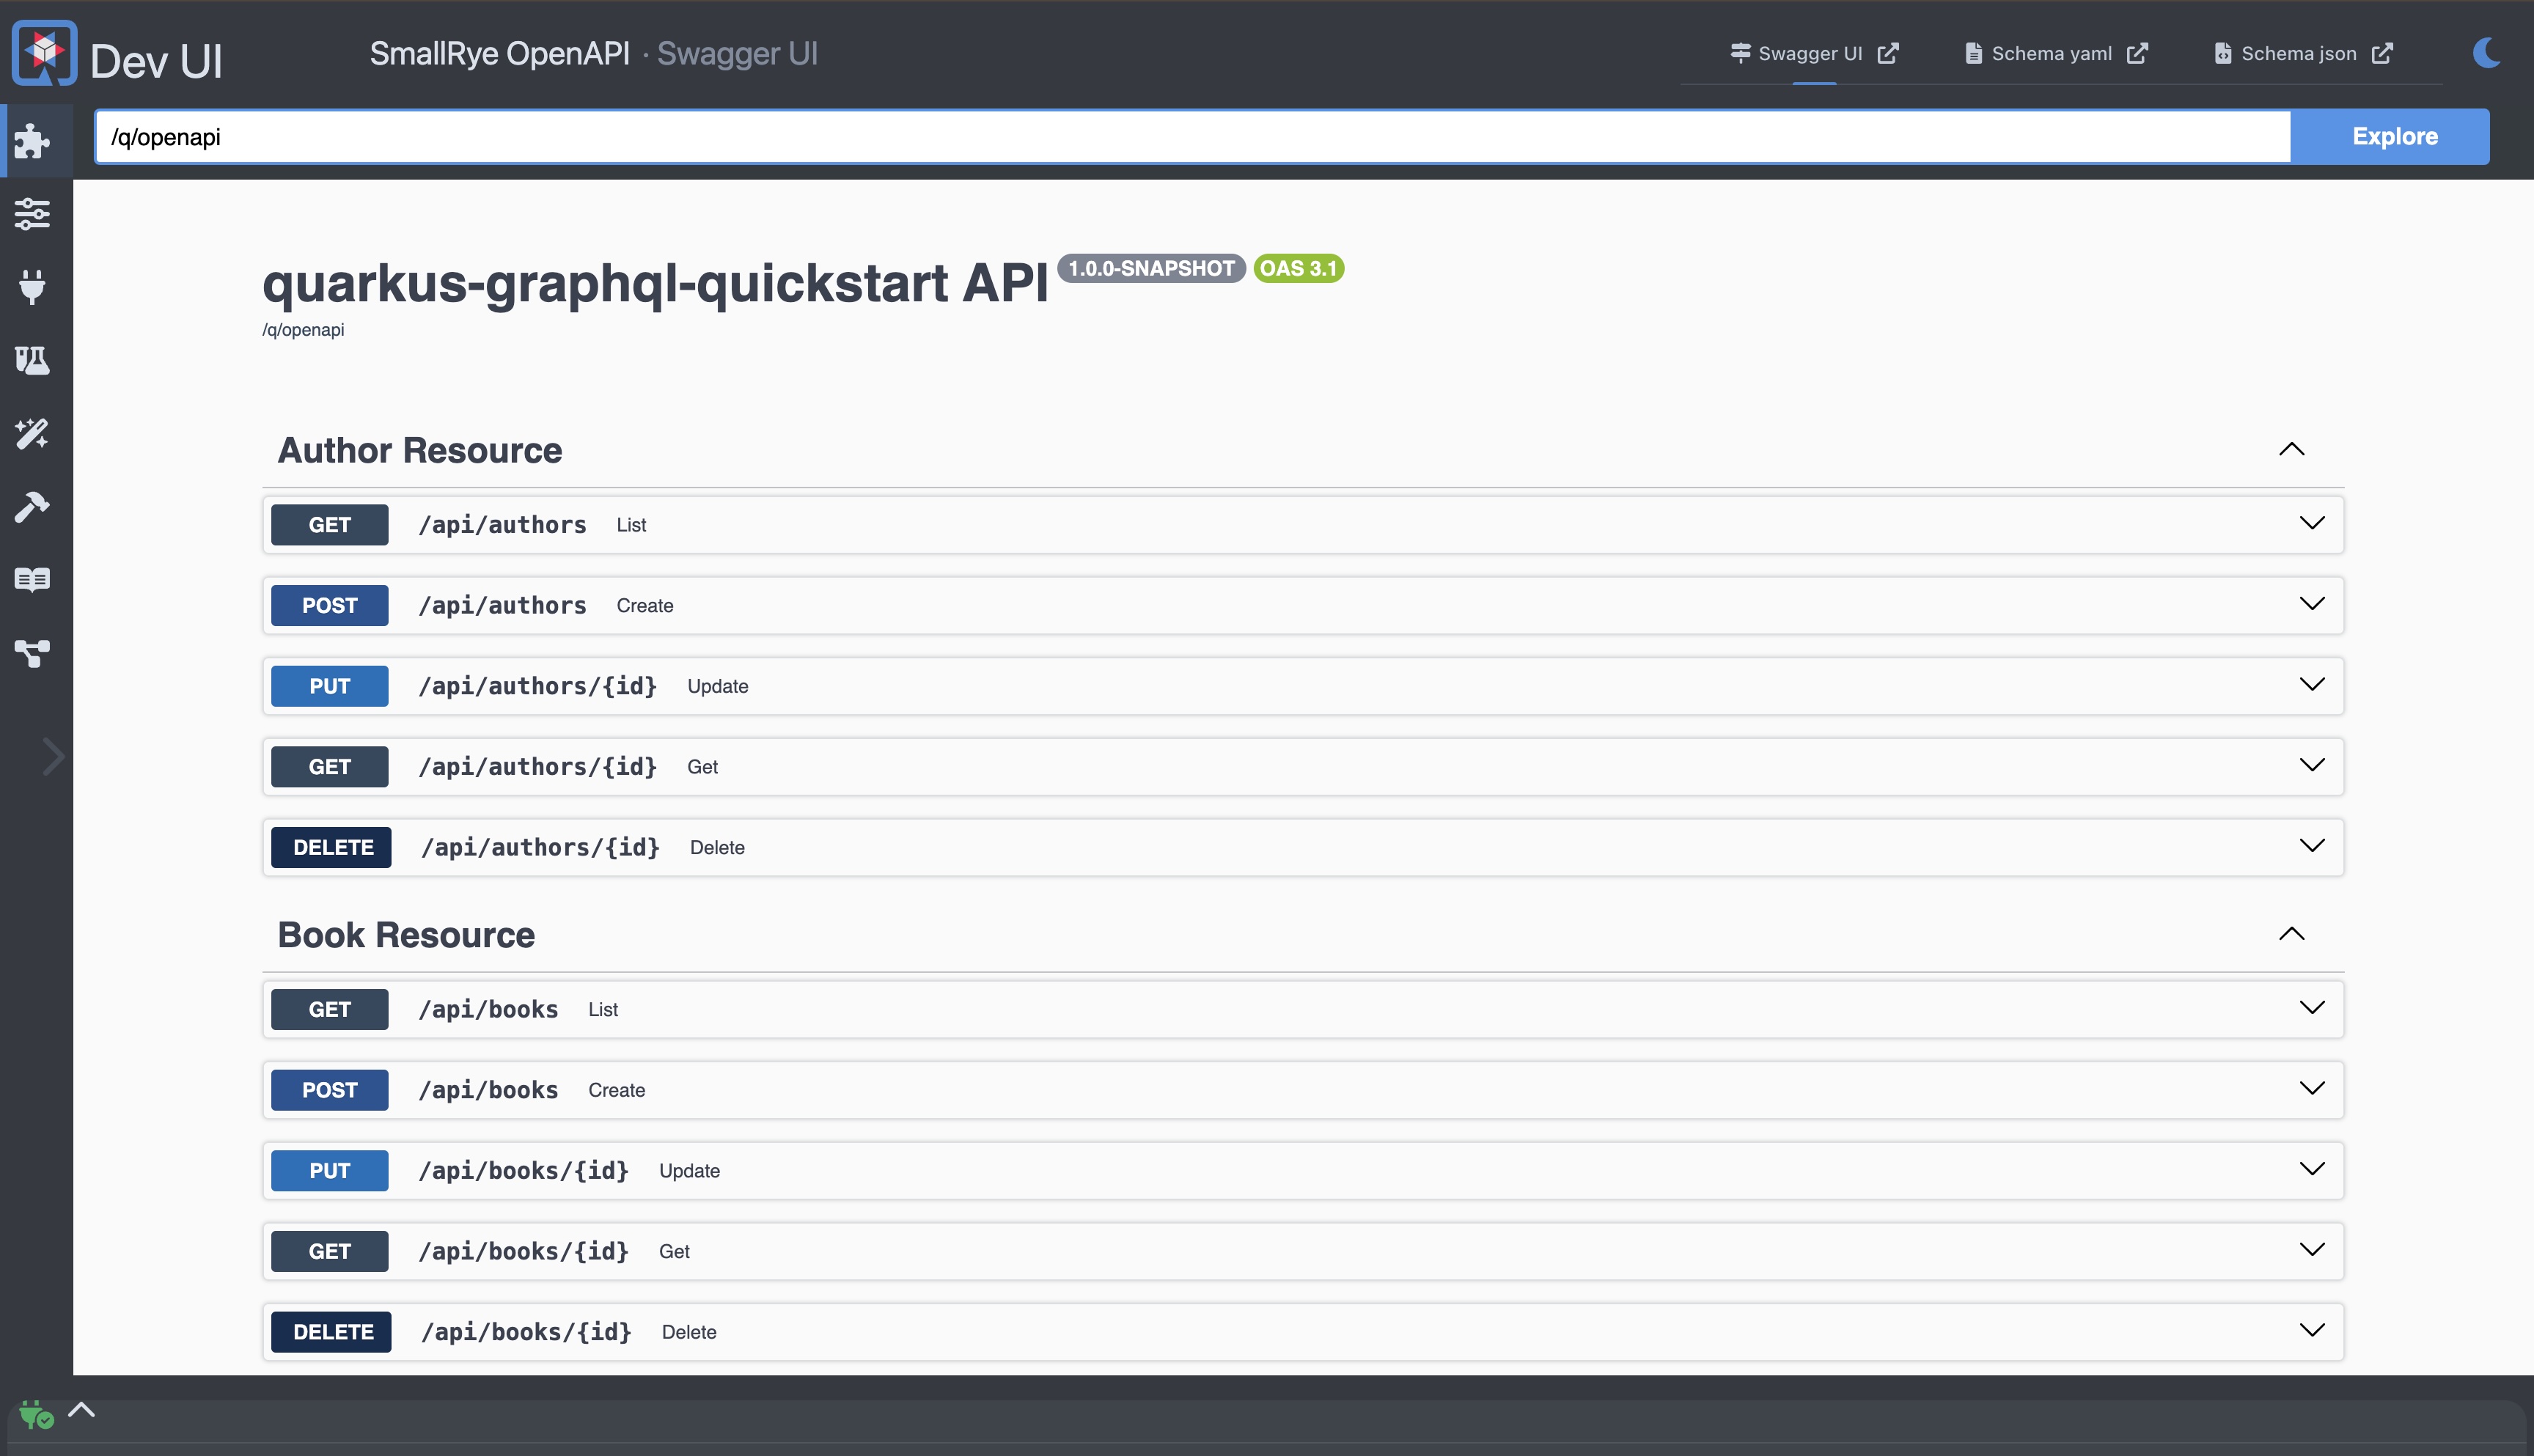 Dev UI
SmallRye OpenAPI · Swagger UI
Swagger UI
Schema yaml
Schema json
/q/openapi
Explore
quarkus-graphql-quickstart API 1.0.0-SNAPSHOT OAS 3.1
/q/openapi
Author Resource
GET /api/authors List
POST /api/authors Create
PUT /api/authors/{id} Update
GET /api/authors/{id} Get
DELETE /api/authors/{id} Delete
Book Resource
GET /api/books List
POST /api/books Create
PUT /api/books/{id} Update
GET /api/books/{id} Get
DELETE /api/books/{id} Delete